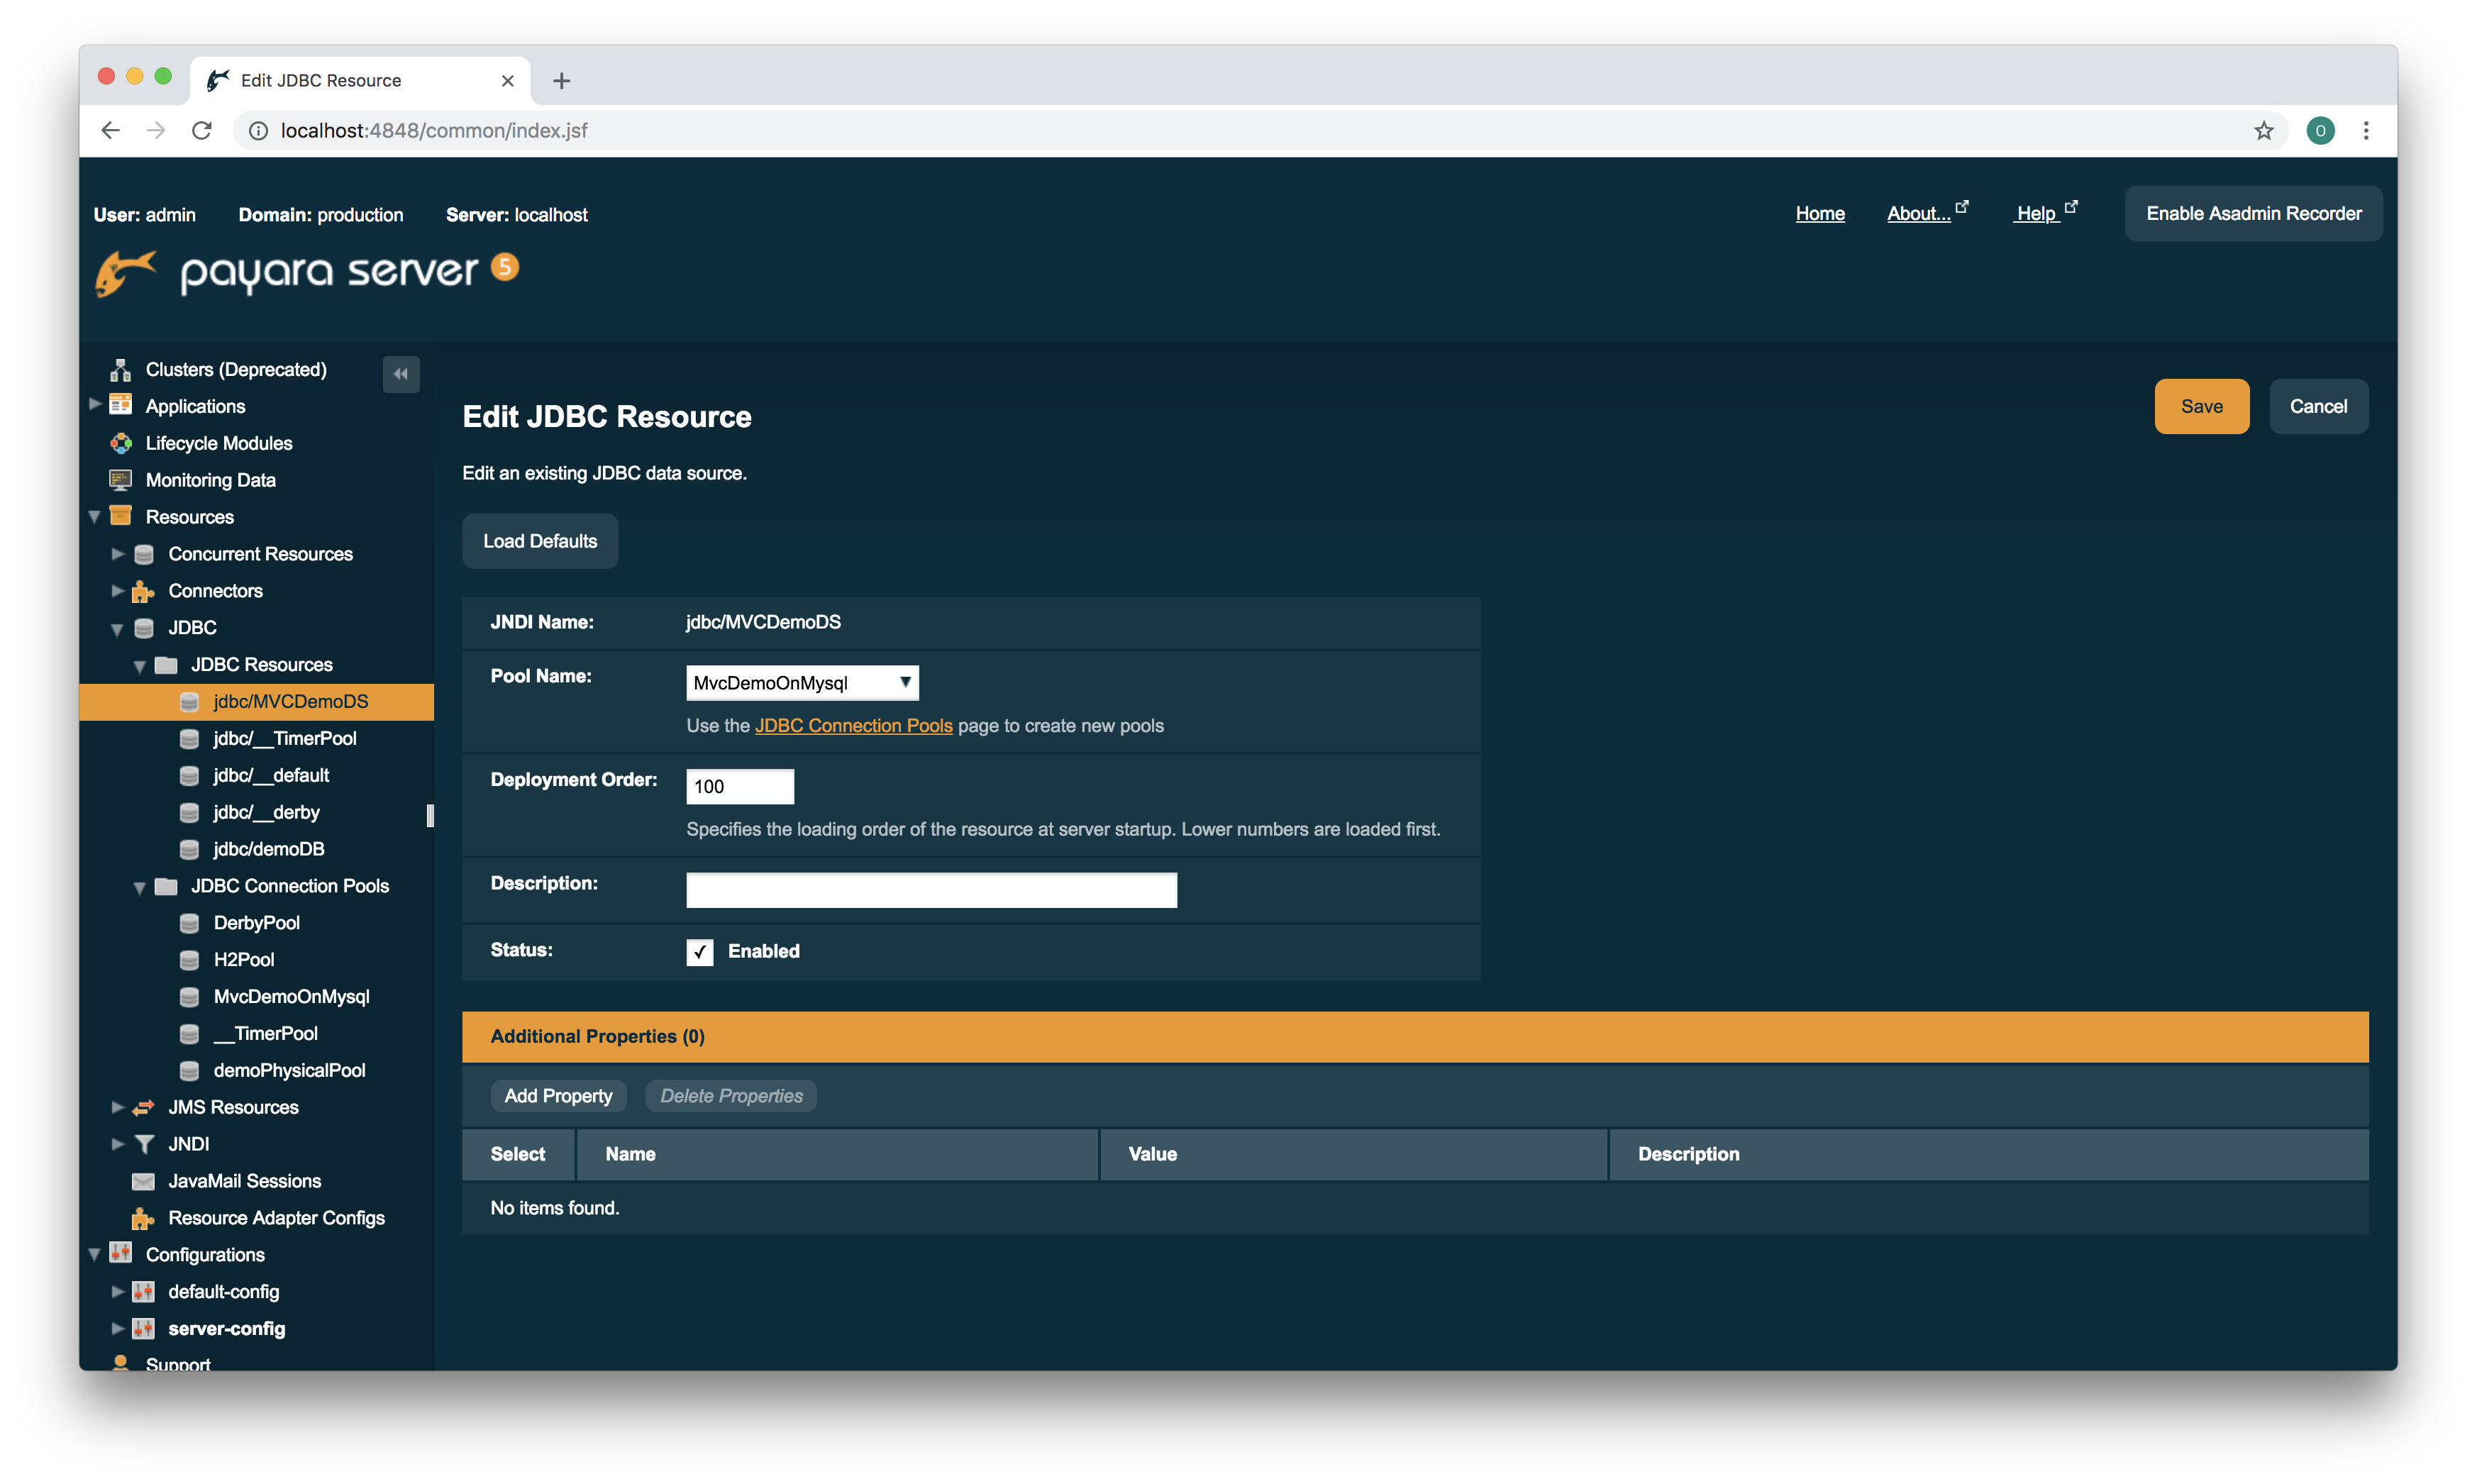 Edit JDBC Resource
localhost:4848/common/index.jsf
O
User: admin Domain: production Server: localhost
Home About... Help Enable Asadmin Recorder
payara server 5
Clusters (Deprecated)
Applications
Lifecycle Modules
Monitoring Data
Resources
Concurrent Resources
Connectors
JDBC
JDBC Resources
jdbc/MVCDemoDS
jdbc/__TimerPool
jdbc/__default
jdbc/__derby
jdbc/demoDB
JDBC Connection Pools
DerbyPool
H2Pool
MvcDemoOnMysql
__TimerPool
demoPhysicalPool
JMS Resources
JNDI
JavaMail Sessions
Resource Adapter Configs
Configurations
default-config
server-config
Support
Edit JDBC Resource
Save Cancel
Edit an existing JDBC data source.
Load Defaults
JNDI Name: jdbc/MVCDemoDS
Pool Name: MvcDemoOnMysql
Use the JDBC Connection Pools page to create new pools
Deployment Order: 100
Specifies the loading order of the resource at server startup. Lower numbers are loaded first.
Description:
Status: Enabled
Additional Properties (0)
Add Property Delete Properties
Select Name Value Description
No items found.